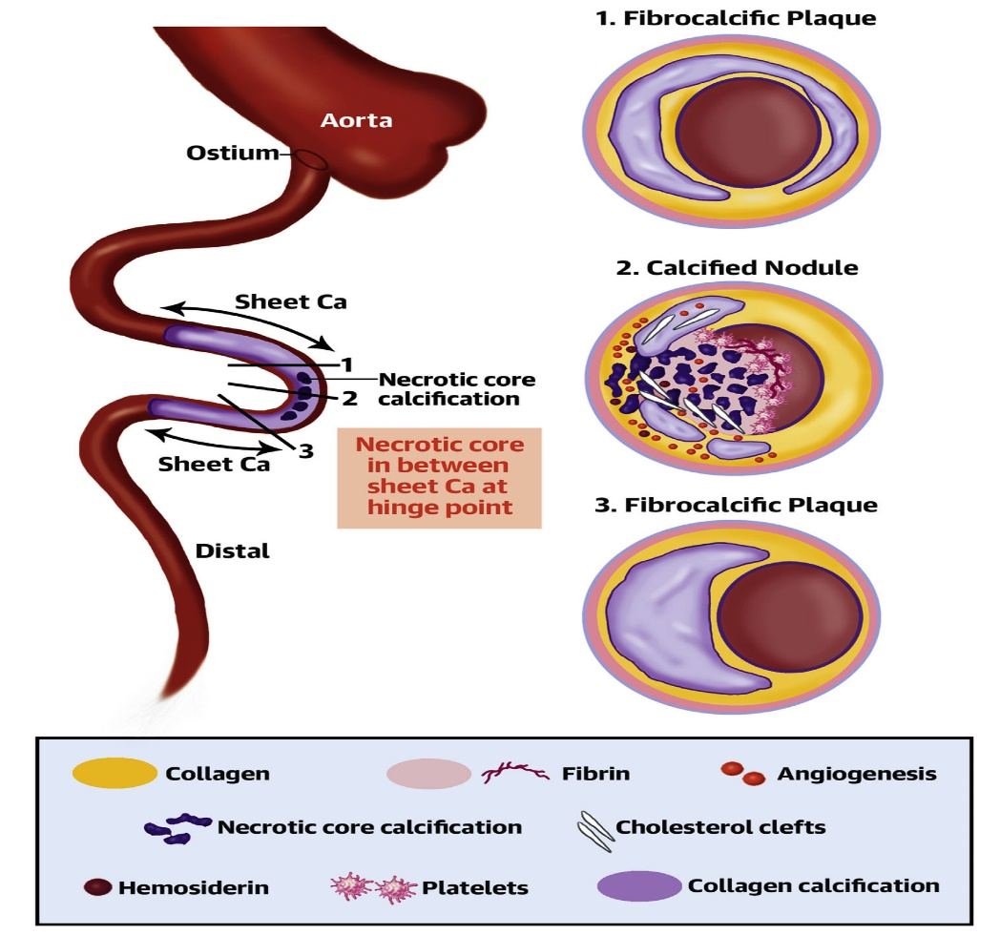 1. Fibrocalcific Plaque
Aorta
Ostium
2. Calcified Nodule
Sheet Ca
1
Necrotic core
calcification
2
Sheet Ca
3
Necrotic core
in between
sheet Ca at
hinge point
3. Fibrocalcific Plaque
Distal
Collagen
Fibrin
Angiogenesis
Necrotic core calcification
Cholesterol clefts
Hemosiderin
Platelets
Collagen calcification